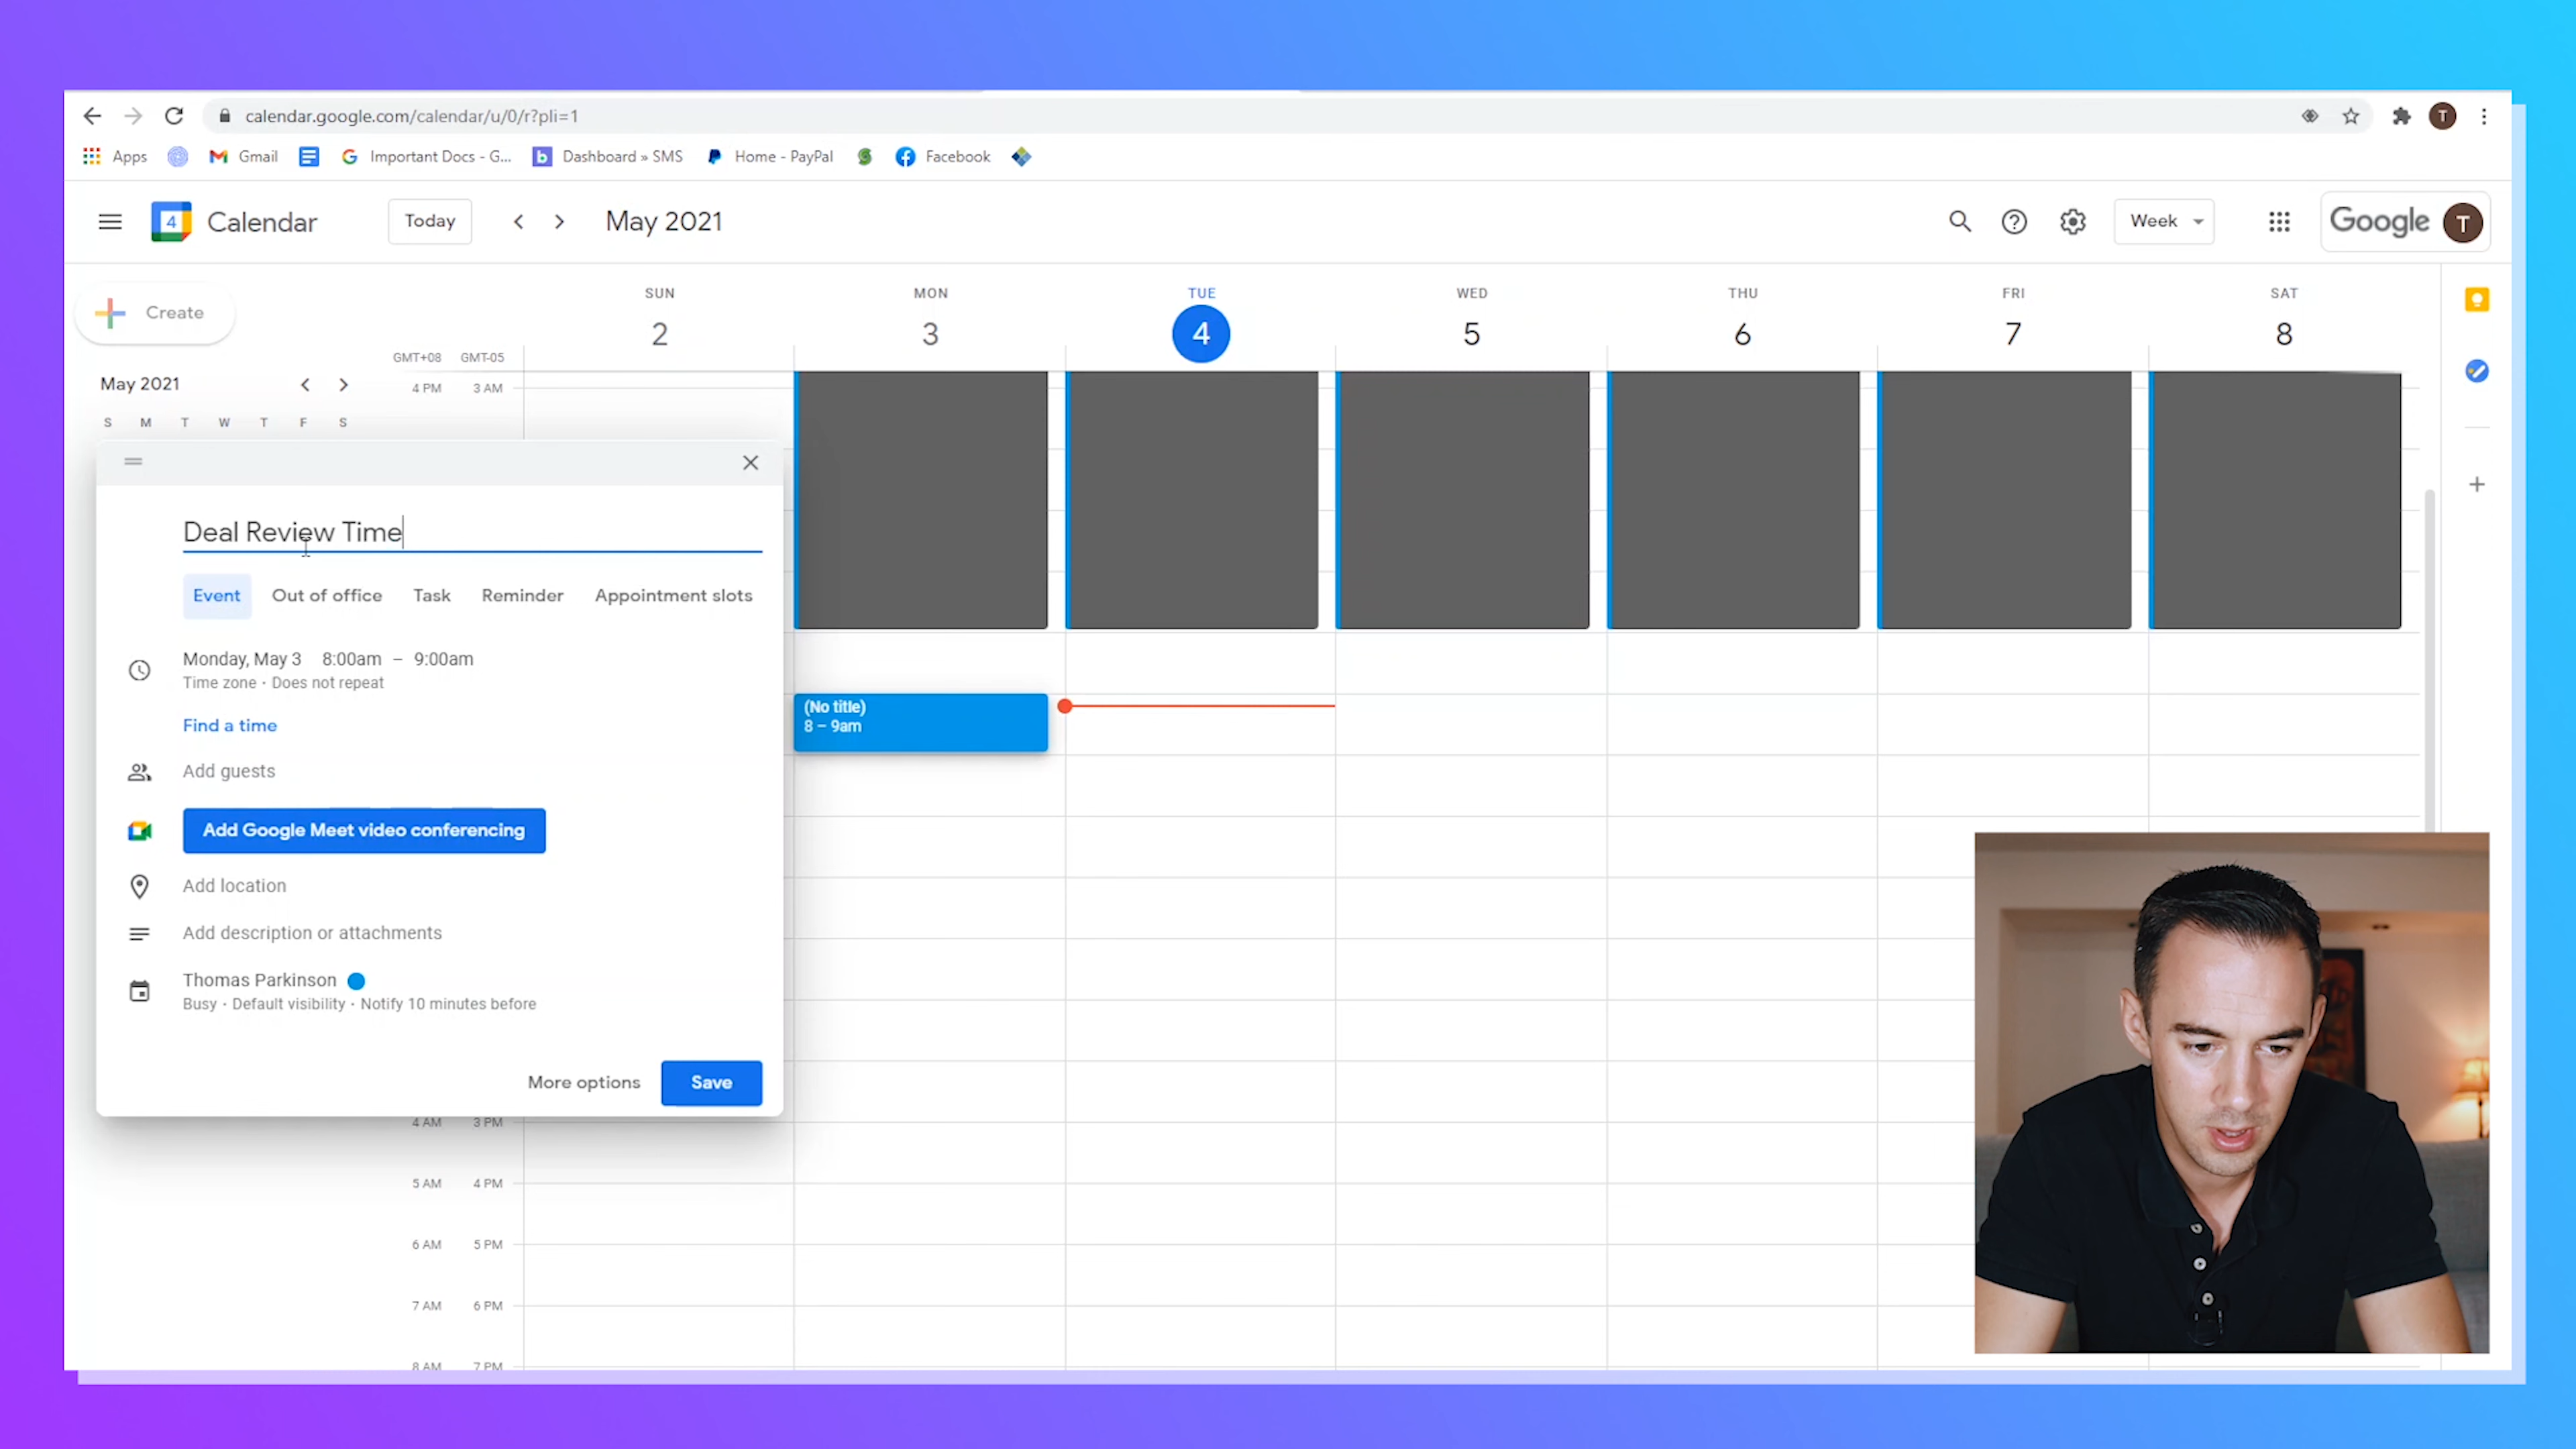 calendar.google.com/calendar/u/0/r?pli=1
Apps Gmail Important Docs - G... Dashboard » SMS Home - PayPal Facebook
T
4 Calendar Today May 2021 Week Google T
Create
SUN MON TUE WED THU FRI SAT
2 3 4 5 6 7 8
GMT+08 GMT-05
May 2021
4 PM 3 AM
S M T W T F S
Deal Review Time
Event Out of office Task Reminder Appointment slots
Monday, May 3 8:00am – 9:00am
Time zone · Does not repeat
Find a time
(No title)
8 – 9am
Add guests
Add Google Meet video conferencing
Add location
Add description or attachments
Thomas Parkinson
Busy · Default visibility · Notify 10 minutes before
More options Save
4 AM 3 PM
5 AM 4 PM
6 AM 5 PM
7 AM 6 PM
8 AM 7 PM